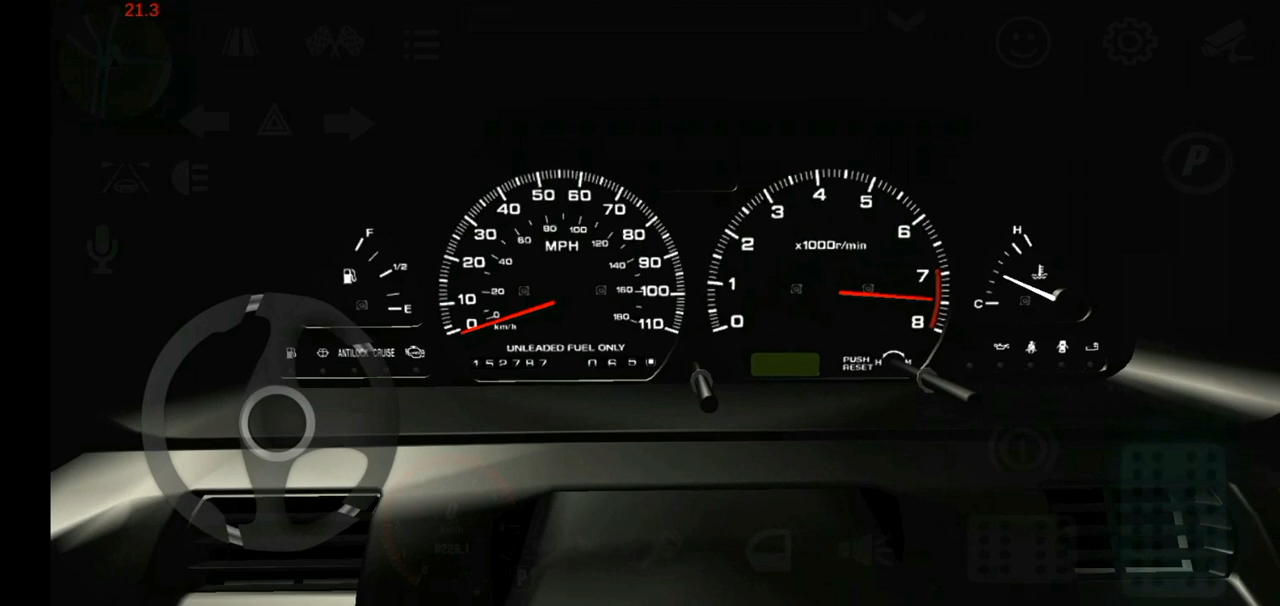 21.3
P
F
1/2
E
ANTILOCK CRUISE
0 10 20 30 40 50 60 70 80 90 100 110
0 20 40 60 80 100 120 140 160 180
MPH
km/h
UNLEADED FUEL ONLY
152787 065
0 1 2 3 4 5 6 7 8
x1000r/min
PUSH
RESET
H M
H
C